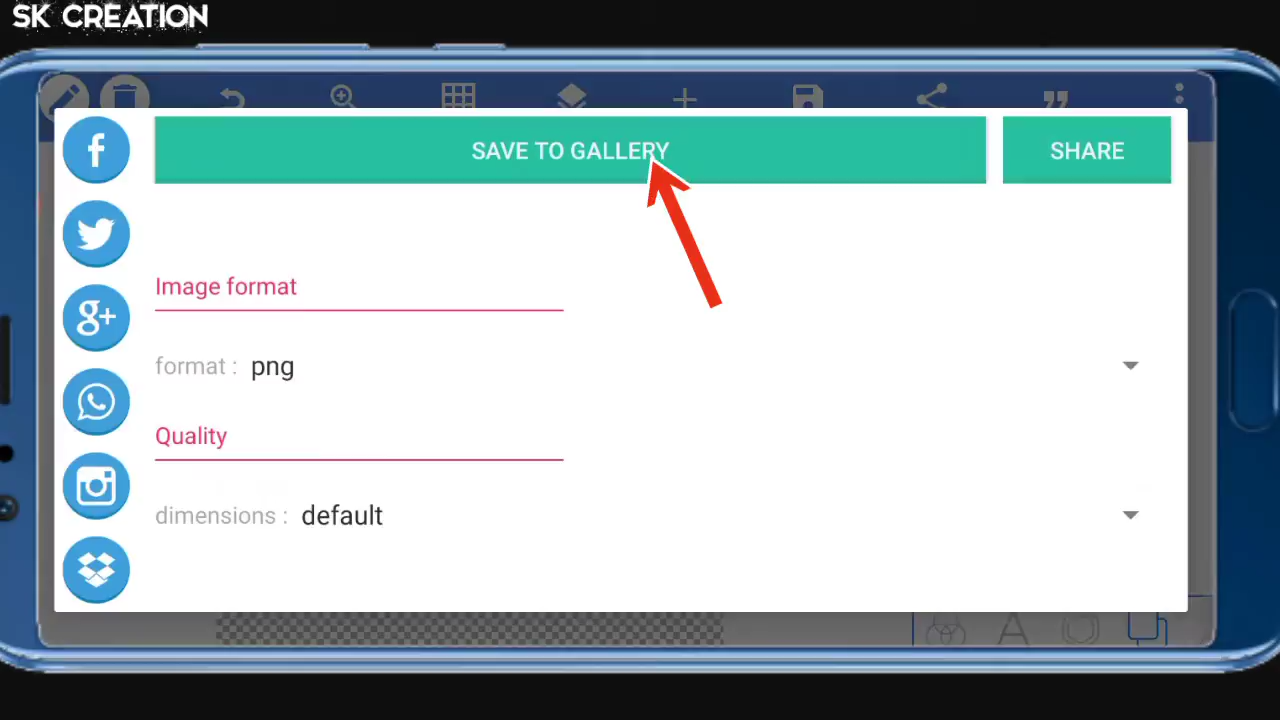 SK CREATION
SAVE TO GALLERY
SHARE
Image format
format : png
Quality
dimensions : default